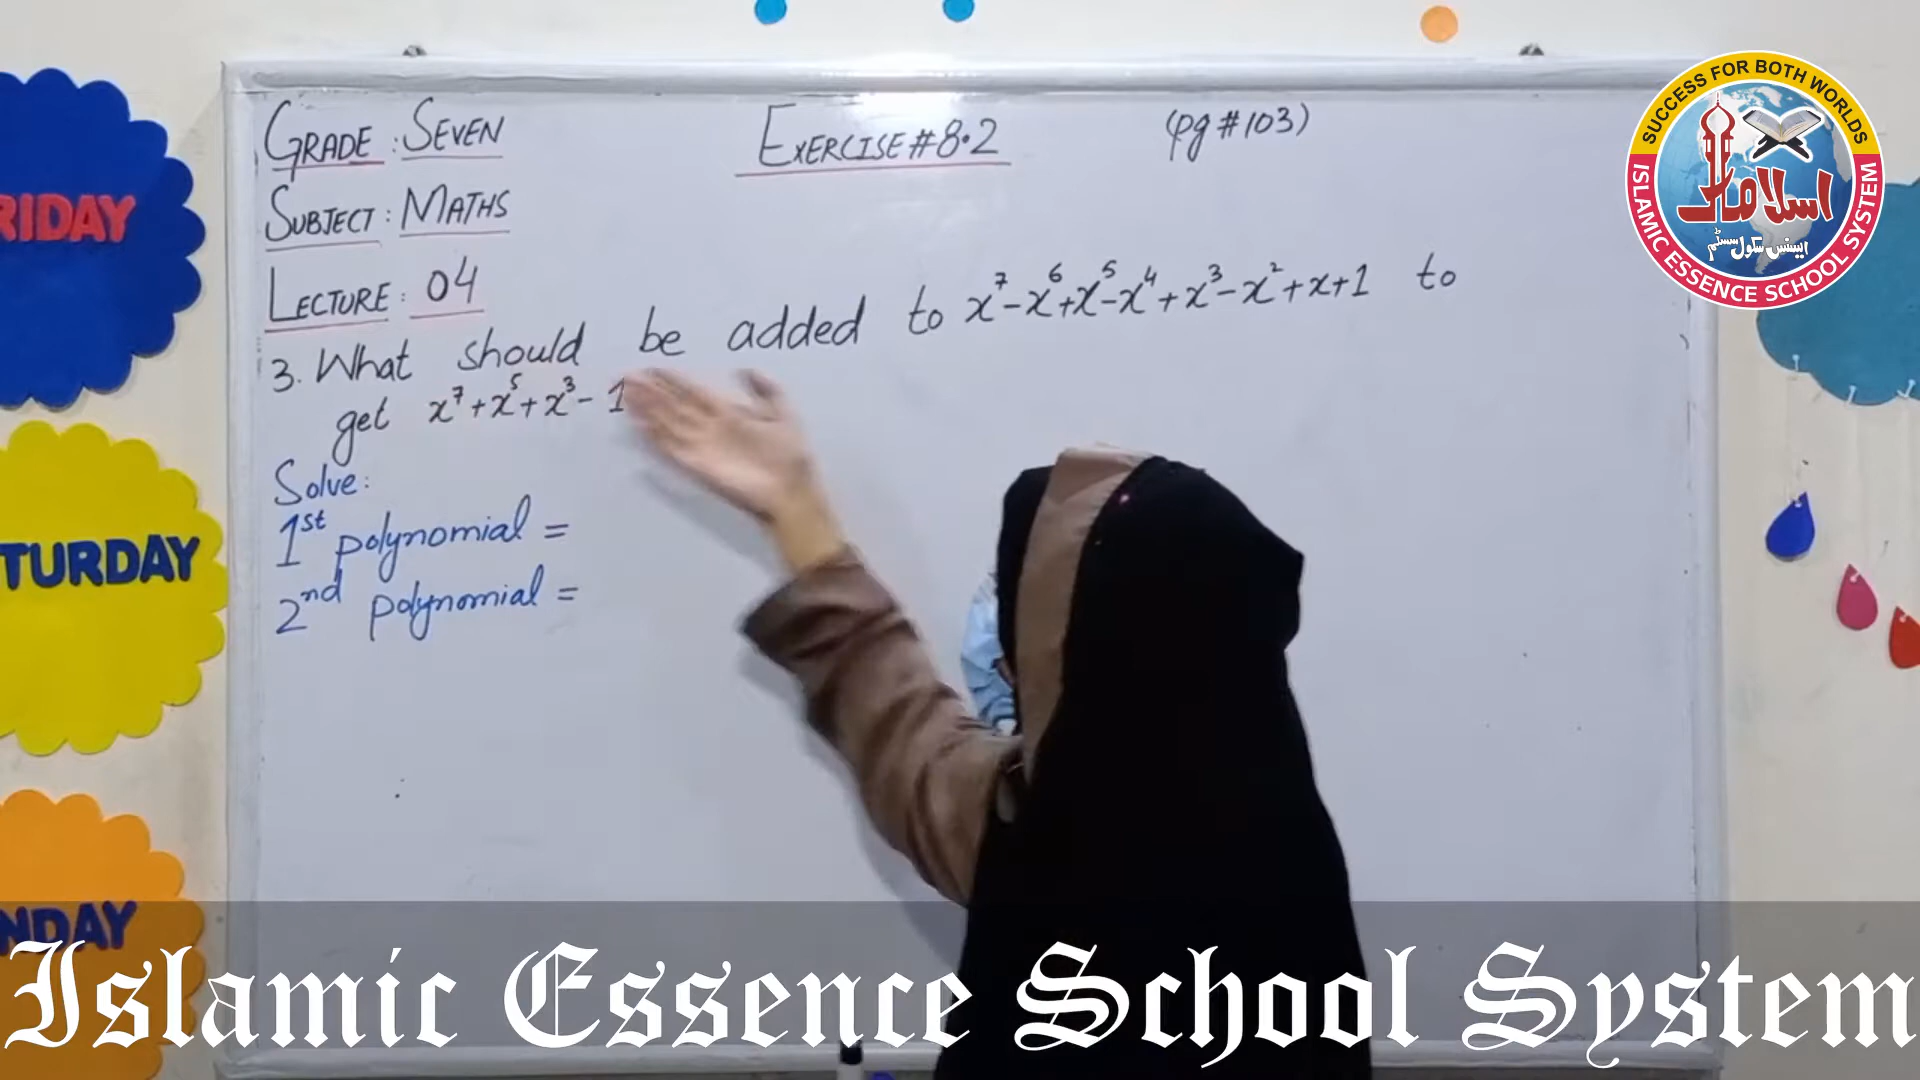 GRADE : SEVEN
EXERCISE # 8.2
(pg # 103)
SUBJECT : MATHS
LECTURE : 04
3. What should be added to x⁷-x⁶+x⁵-x⁴+x³-x²+x+1 to
get x⁷+x⁵+x³-1
Solve:
1st polynomial =
2nd polynomial =
RIDAY
TURDAY
NDAY
SUCCESS FOR BOTH WORLDS
اسلامک
ایسنس سکول سسٹم
ISLAMIC ESSENCE SCHOOL SYSTEM
Islamic Essence School System